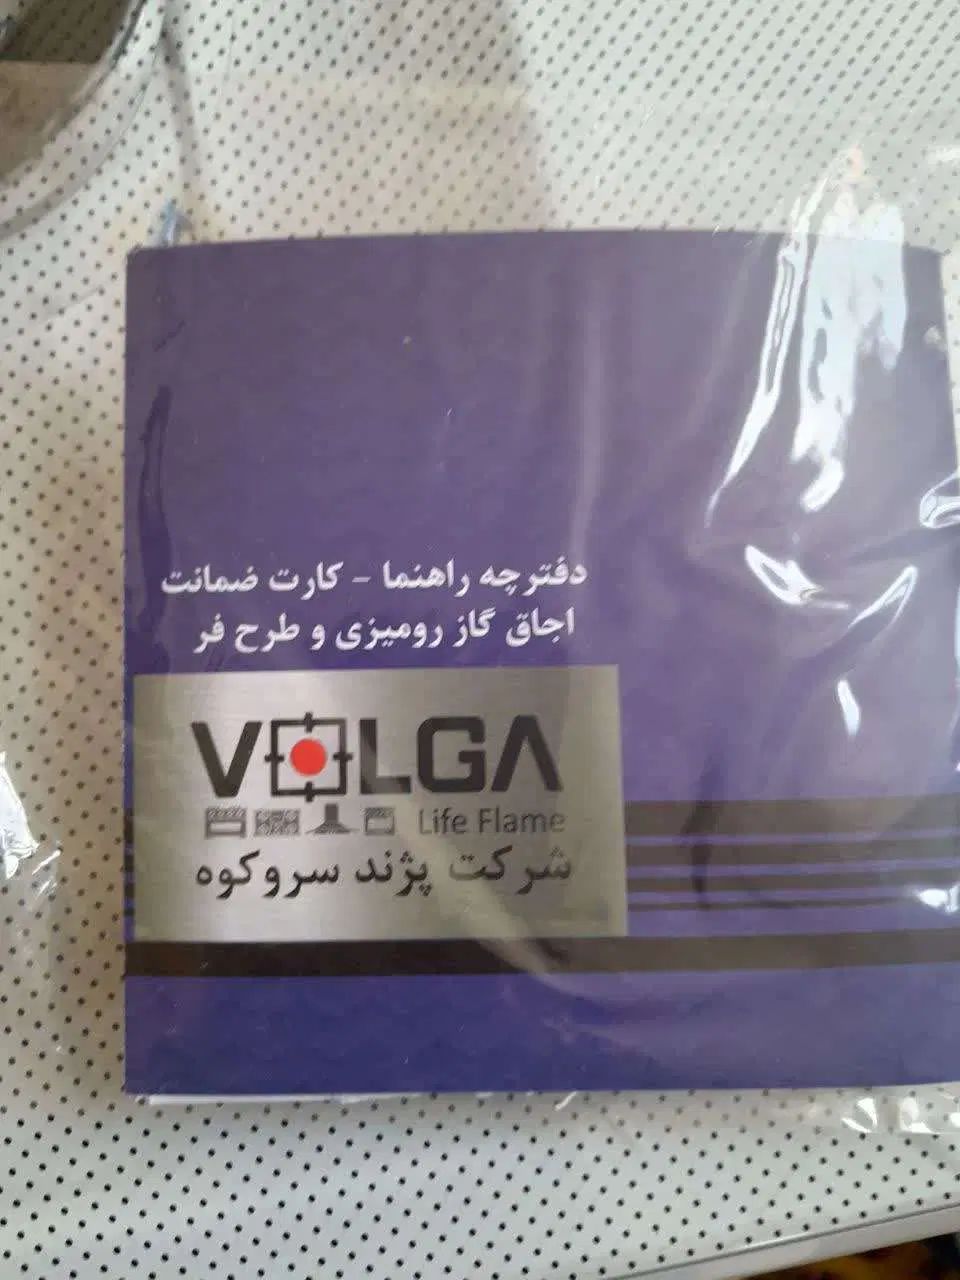 دفترچه راهنما - کارت ضمانت
اجاق گاز رومیزی و طرح فر
VOLGA
Life Flame
شرکت پژند سروکوه